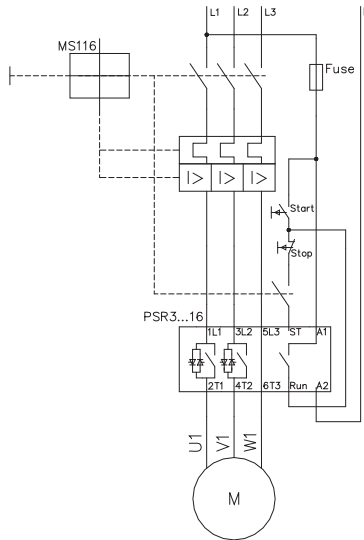 L1 L2 L3
MS116
Fuse
I> I> I>
Start
Stop
PSR3...16
1L1 3L2 5L3 ST A1
2T1 4T2 6T3 Run A2
U1 V1 W1
M